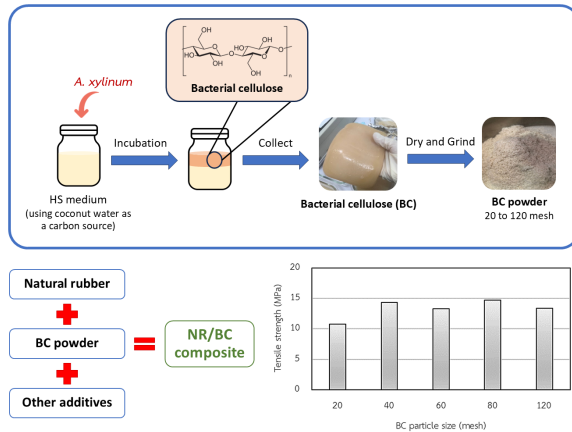 A. xylinum
HS medium
(using coconut water as
a carbon source)
Incubation
OH
HO
O
OH
O
OH
HO
OH
O
OH
n
Bacterial cellulose
Collect
Bacterial cellulose (BC)
Dry and Grind
BC powder
20 to 120 mesh
Natural rubber
BC powder
Other additives
NR/BC
composite
Tensile strength (MPa)
20
15
10
5
0
20 40 60 80 120
BC particle size (mesh)